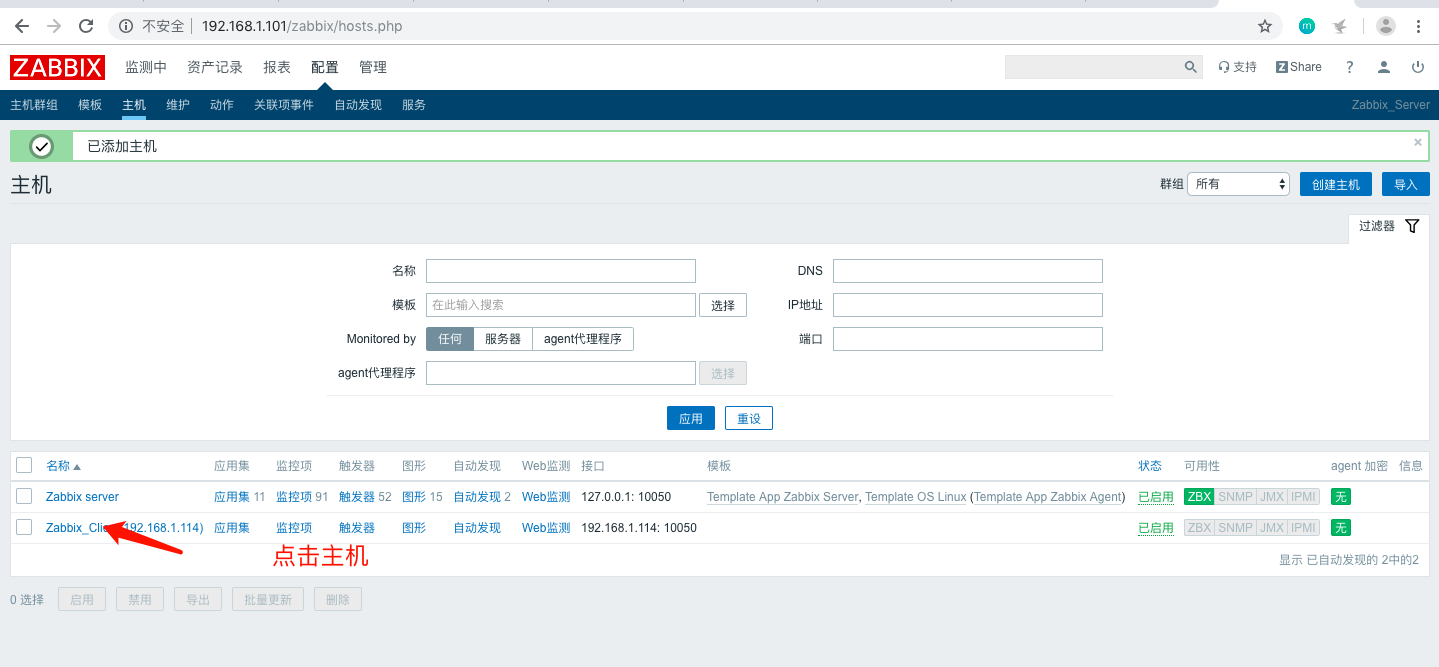 不安全 192.168.1.101/zabbix/hosts.php m
ZABBIX 监测中 资产记录 报表 配置 管理 支持 Z Share ?
主机群组 模板 主机 维护 动作 关联项事件 自动发现 服务 Zabbix_Server
已添加主机 ×
主机 群组 所有 创建主机 导入
过滤器
名称 DNS
模板 在此输入搜索 选择 IP地址
Monitored by 任何 服务器 agent代理程序 端口
agent代理程序 选择
应用 重设
名称 应用集 监控项 触发器 图形 自动发现 Web监测 接口 模板 状态 可用性 agent 加密 信息
Zabbix server 应用集 11 监控项 91 触发器 52 图形 15 自动发现 2 Web监测 127.0.0.1: 10050 Template App Zabbix Server, Template OS Linux (Template App Zabbix Agent) 已启用 ZBX SNMP JMX IPMI 无
192.168.1.114) 应用集 监控项 触发器 图形 自动发现 Web监测 192.168.1.114: 10050 已启用 ZBX SNMP JMX IPMI 无
点击主机
显示 已自动发现的 2中的2
0 选择 启用 禁用 导出 批量更新 删除